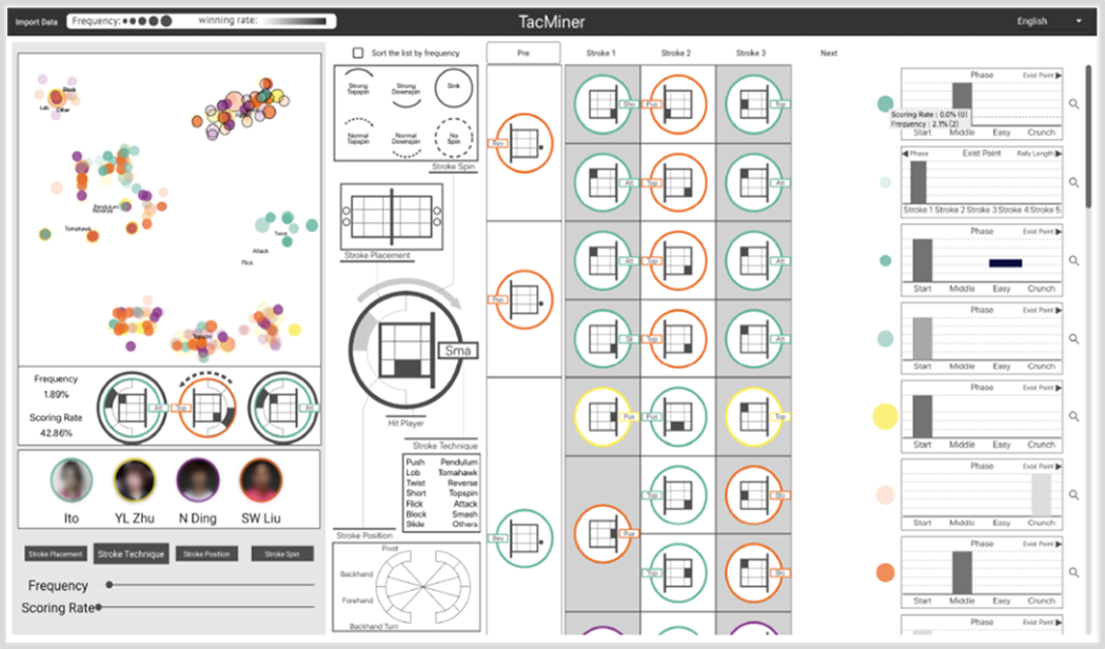 Import Data
Frequency:
winning rate:
TacMiner
English
Block
Lob
Other
Pendulum
Reverse
Tomahawk
Twist
Attack
Flick
Topspin
Frequency
1.89%
Scoring Rate
42.86%
Att
Top
Att
Ito
YL Zhu
N Ding
SW Liu
Stroke Placement
Stroke Technique
Stroke Position
Stroke Spin
Frequency
Scoring Rate
Sort the list by frequency
Strong Topspin
Strong Downspin
Sink
Normal Topspin
Normal Downspin
No Spin
Stroke Spin
Stroke Placement
Sma
Hit Player
Stroke Technique
Push Pendulum
Lob Tomahawk
Twist Reverse
Short Topspin
Flick Attack
Block Smash
Slide Others
Stroke Position
Pivot
Backhand
Forehand
Backhand Turn
Pre
Stroke 1
Stroke 2
Stroke 3
Next
Rev
Sho
Pus
Top
Att
Top
Att
Att
Top
Att
Top
Att
Pus
Pus
Top
Rev
Top
Pus
Top
Phase
Exist Point
Scoring Rate : 0.0% (0)
Frequency : 2.1% (2)
Start Middle Easy Crunch
Phase
Exist Point
Rally Length
Stroke 1 Stroke 2 Stroke 3 Stroke 4 Stroke 5
Phase
Exist Point
Start Middle Easy Crunch
Phase
Exist Point
Start Middle Easy Crunch
Phase
Exist Point
Start Middle Easy Crunch
Phase
Exist Point
Start Middle Easy Crunch
Phase
Exist Point
Start Middle Easy Crunch
Phase
Exist Point